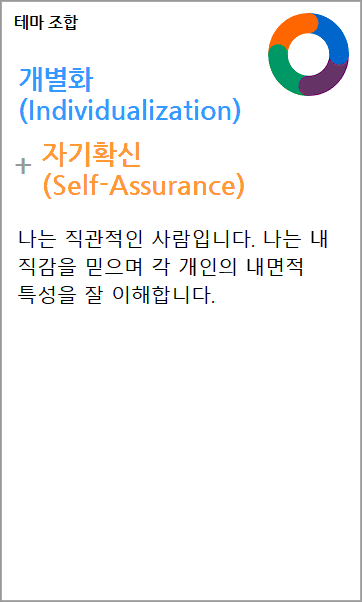 테마 조합
개별화
(Individualization)
+ 자기확신
(Self-Assurance)
나는 직관적인 사람입니다. 나는 내
직감을 믿으며 각 개인의 내면적
특성을 잘 이해합니다.